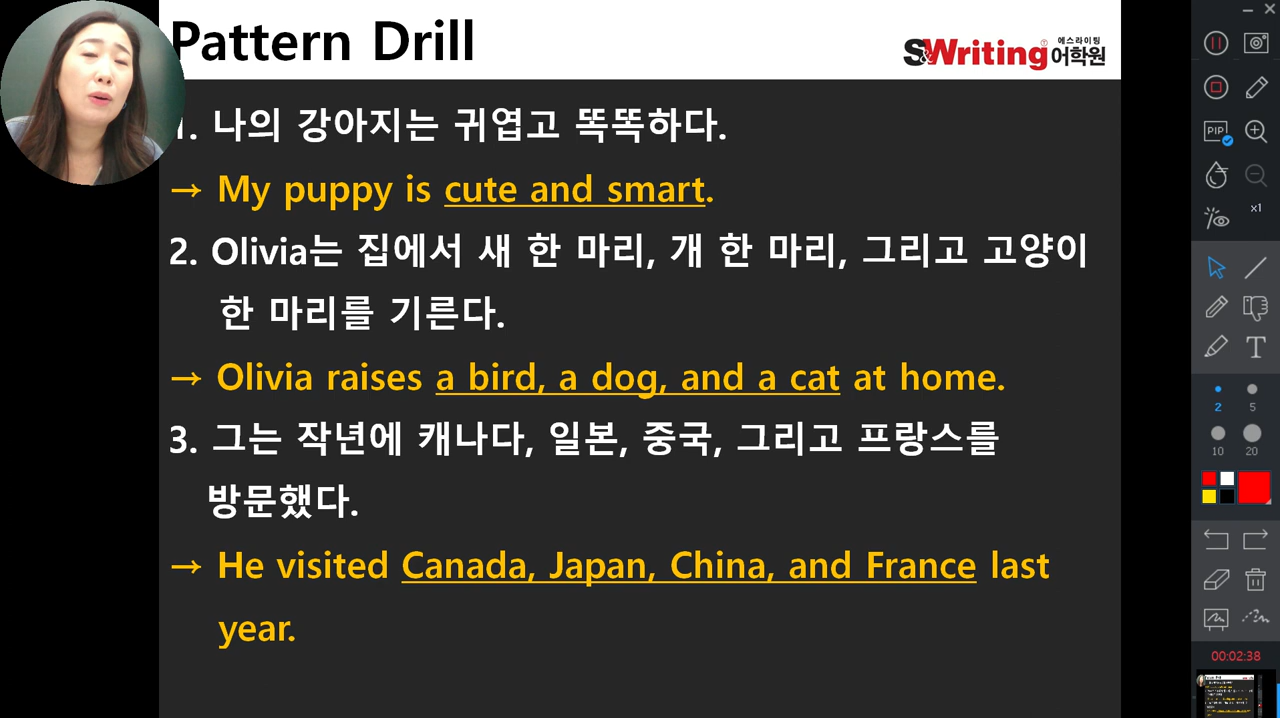 Pattern Drill
S&Writing 에스라이팅 어학원
1. 나의 강아지는 귀엽고 똑똑하다.
→ My puppy is cute and smart.
2. Olivia는 집에서 새 한 마리, 개 한 마리, 그리고 고양이
한 마리를 기른다.
→ Olivia raises a bird, a dog, and a cat at home.
3. 그는 작년에 캐나다, 일본, 중국, 그리고 프랑스를
방문했다.
→ He visited Canada, Japan, China, and France last
year.
PIP
x1
T
2 5
10 20
00:02:38